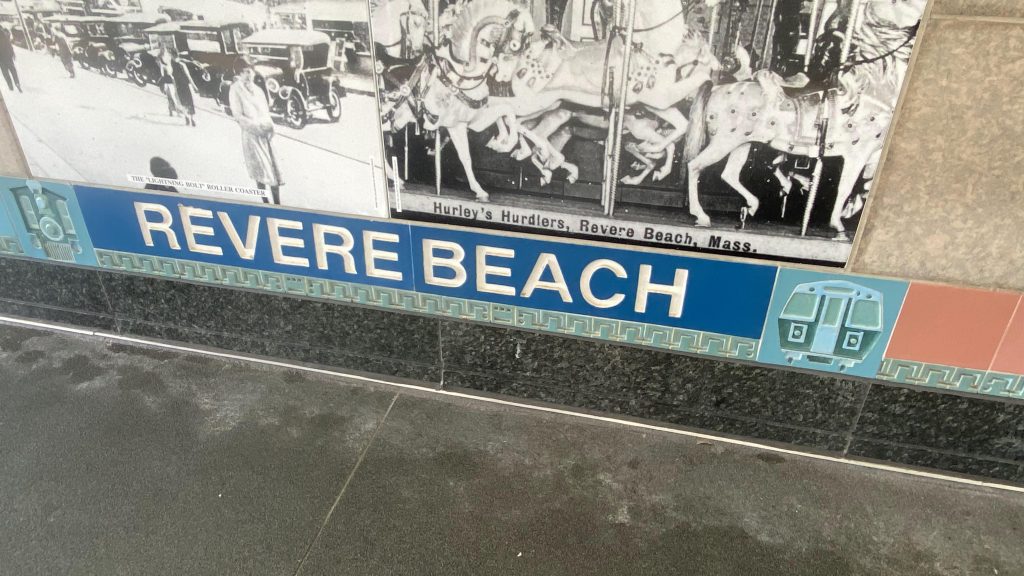 THE "LIGHTNING BOLT" ROLLER COASTER
Hurley's Hurdlers, Revere Beach, Mass.
REVERE BEACH